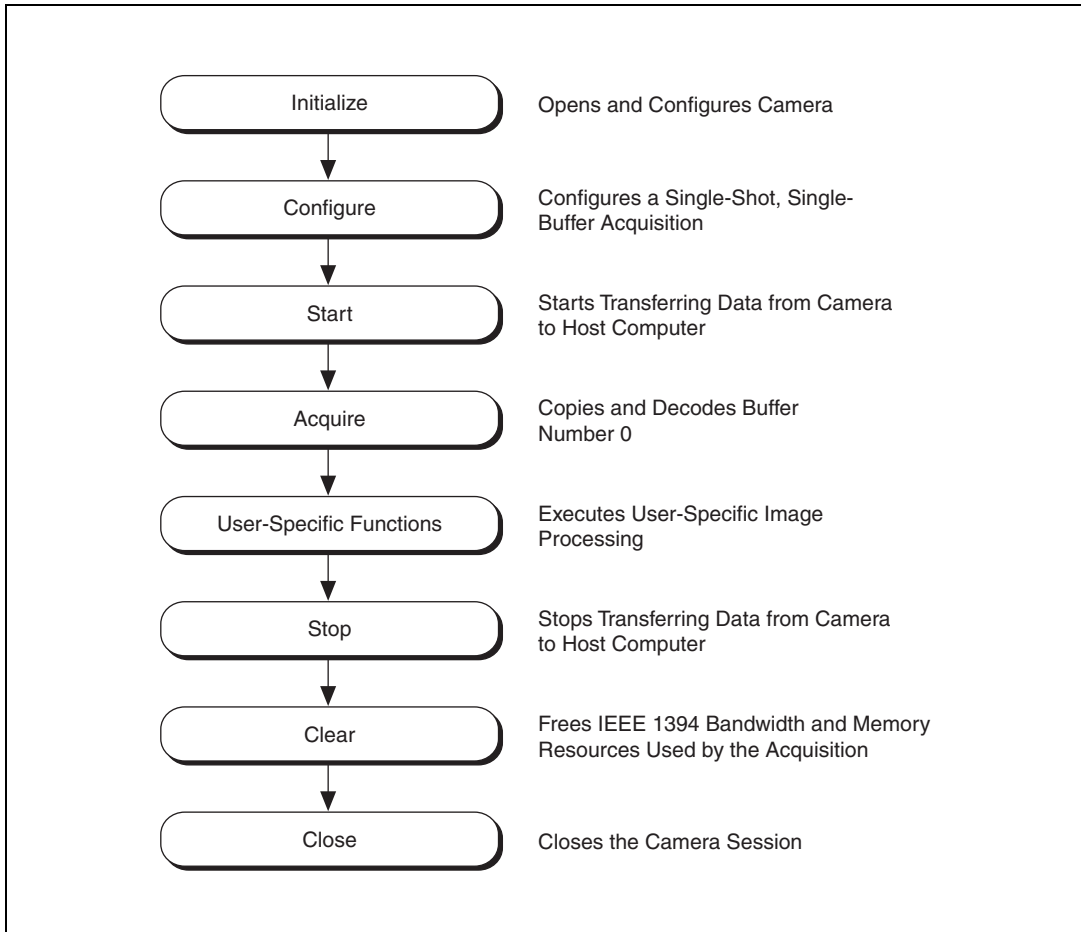 Initialize
Opens and Configures Camera
Configure
Configures a Single-Shot, Single-
Buffer Acquisition
Start
Starts Transferring Data from Camera
to Host Computer
Acquire
Copies and Decodes Buffer
Number 0
User-Specific Functions
Executes User-Specific Image
Processing
Stop
Stops Transferring Data from Camera
to Host Computer
Clear
Frees IEEE 1394 Bandwidth and Memory
Resources Used by the Acquisition
Close
Closes the Camera Session